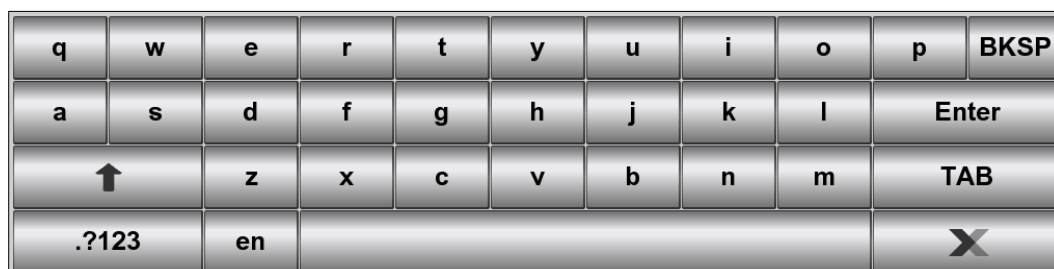 q w e r t y u i o p BKSP
a s d f g h j k l Enter
z x c v b n m TAB
.?123 en